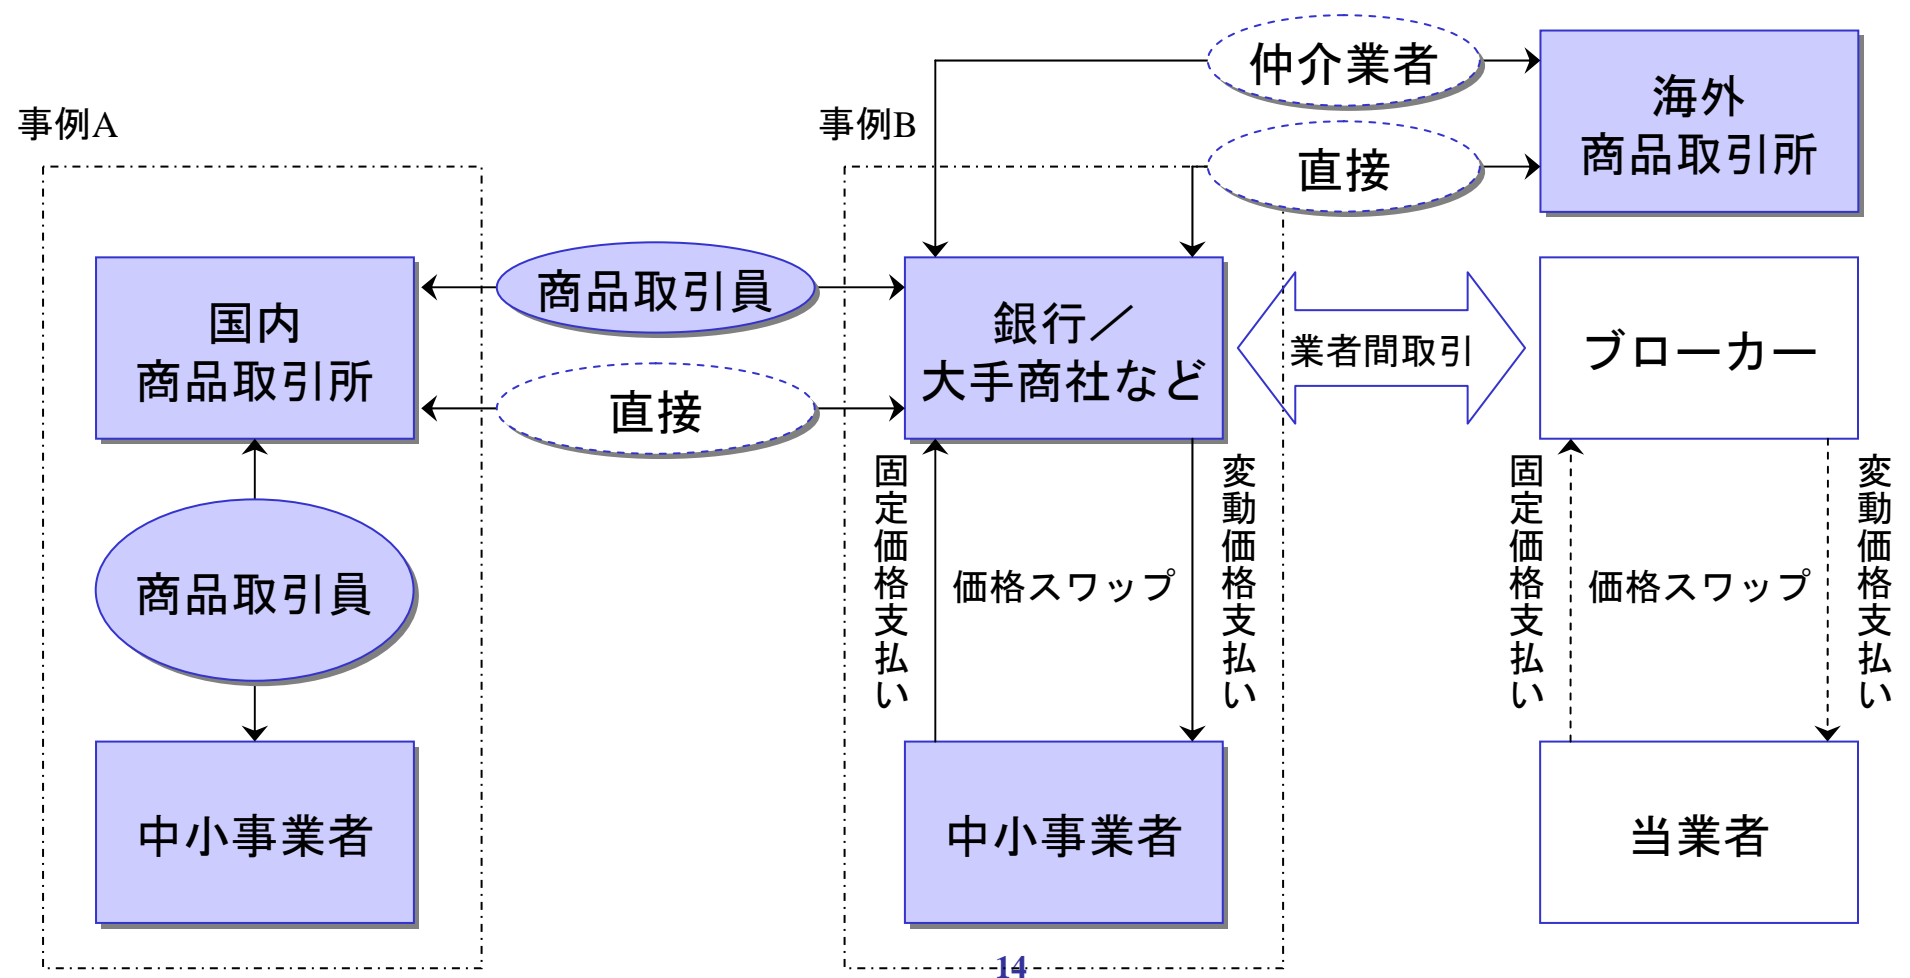 仲介業者
海外
商品取引所
事例A
事例B
直接
国内
商品取引所
商品取引員
直接
銀行／
大手商社など
業者間取引
ブローカー
商品取引員
固定価格支払い
価格スワップ
変動価格支払い
固定価格支払い
価格スワップ
変動価格支払い
中小事業者
中小事業者
当業者
14